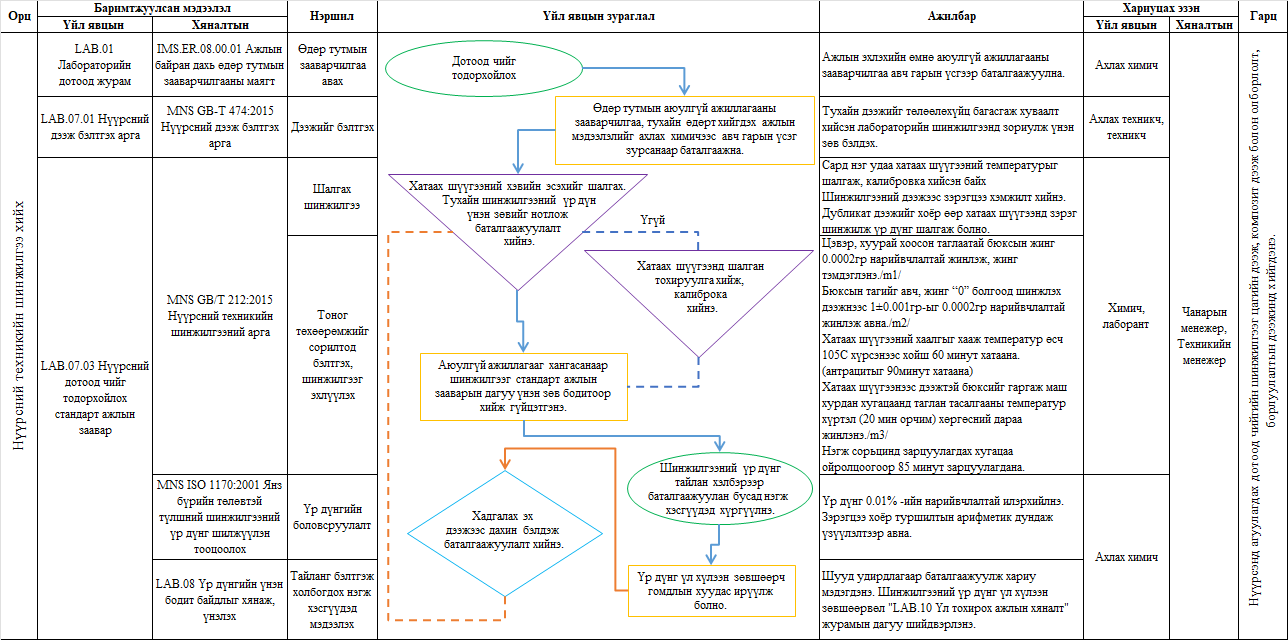 Орц
Баримтжуулсан мэдээлэл
Үйл явцын
Хяналтын
Нэршил
Үйл явцын зураглал
Ажилбар
Хариуцах эзэн
Үйл явцын
Хяналтын
Гарц
Нүүрсний техникийн шинжилгээ хийх
LAB.01
Лабораторийн
дотоод журам
IMS.ER.08.00.01 Ажлын
байран дахь өдөр тутмын
зааварчилгааны маягт
Өдөр тутмын
зааварчилгаа
авах
Дотоод чийг
тодорхойлох
Ажлын эхлэхийн өмнө аюулгүй ажиллагааны
зааварчилгаа авч гарын үсгээр баталгаажуулна.
Ахлах химич
LAB.07.01 Нүүрсний
дээж бэлтгэх арга
MNS GB-T 474:2015
Нүүрсний дээж бэлтгэх
арга
Дээжийг бэлтгэх
Өдөр тутмын аюулгүй ажиллагааны
зааварчилгаа, тухайн өдөрт хийгдэх ажлын
мэдээлэлийг ахлах химичээс авч гарын үсэг
зурсанаар баталгаажна.
Тухайн дээжийг төлөөлөхүйц багасгаж хуваалт
хийсэн лабораторийн шинжилгээнд зориулж үнэн
зөв бэлдэх.
Ахлах техникч,
техникч
LAB.07.03 Нүүрсний
дотоод чийг
тодорхойлох
стандарт ажлын
заавар
MNS GB/T 212:2015
Нүүрсний техникийн
шинжилгээний арга
Шалгах
шинжилгээ
Хатаах шүүгээний хэвийн эсэхийг шалгах.
Тухайн шинжилгээний үр дүн
үнэн зөвийг нотлож
баталгаажуулалт
хийнэ.
Үгүй
Сард нэг удаа хатаах шүүгээний температурыг
шалгаж, калибровка хийсэн байх
Шинжилгээний дээжээс зэрэгцээ хэмжилт хийнэ.
Дубликат дээжийг хоёр өөр хатаах шүүгээнд зэрэг
шинжилж үр дүнг шалгаж болно.
Тоног
төхөөрөмжийг
сорилтод
бэлтгэх,
шинжилгээг
эхлүүлэх
Хатаах шүүгээнд шалган
тохируулга хийж,
калиброка
хийнэ.
Аюулгүй ажиллагааг хангасанаар
шинжилгээг стандарт ажлын
зааварын дагуу үнэн зөв бодитоор
хийж гүйцэтгэнэ.
Цэвэр, хуурай хоосон таглаатай бюксын жинг
0.0002гр нарийвчлалтай жинлэж, жинг
тэмдэглэнэ./m1/
Бюксын тагийг авч, жинг “0” болгоод шинжлэх
дээжнээс 1±0.001гр-ыг 0.0002гр нарийвчлалтай
жинлэж авна./m2/
Хатаах шүүгээний хаалгыг хааж температур өсч
105С хүрсэнээс хойш 60 минут хатаана.
(антрацитыг 90минут хатаана)
Хатаах шүүгээнээс дээжтэй бюксийг гаргаж маш
хурдан хугацаанд таглан тасалгааны температур
хүртэл (20 мин орчим) хөргөсний дараа
жинлэнэ./m3/
Нэгж сорьцинд зарцуулагдах хугацаа
ойролцоогоор 85 минут зарцуулагдана.
Химич,
лаборант
Чанарын
менежер,
Техникийн
менежер
MNS ISO 1170:2001 Янз
бүрийн төлөвтэй
түлшний шинжилгээний
үр дүнг шилжүүлэн
тооцоолох
Үр дүнгийн
боловсруулалт
Шинжилгээний үр дүнг
тайлан хэлбэрээр
баталгаажуулан бусад нэгж
хэсгүүдэд хүргүүлнэ.
Хадгалах эх
дээжээс дахин бэлдэж
баталгаажуулалт хийнэ.
Үр дүнг 0.01% -ийн нарийвчлалтай илэрхийлнэ.
Зэрэгцээ хоёр туршилтын арифметик дундаж
үзүүлэлтээр авна.
Ахлах химич
LAB.08 Үр дүнгийн үнэн
бодит байдлыг хянаж,
үнэлэх
Тайланг бэлтгэж
холбогдох нэгж
хэсгүүдэд
мэдээлэх
Үр дүнг үл хүлээн зөвшөөрч
гомдлын хуудас ирүүлж
болно.
Шууд удирдлагаар баталгаажуулж хариу
мэдэгдэнэ. Шинжилгээний үр дүнг үл хүлээн
зөвшөөрвөл "LAB.10 Үл тохирох ажлын хяналт"
журамын дагуу шийдвэрлэнэ.
Нүүрсэнд агуулагдах дотоод чийгийн шинжилгээг цагийн дээж, композит дээж болон олборлолт,
борлуулалтын дээжинд хийгдэнэ.